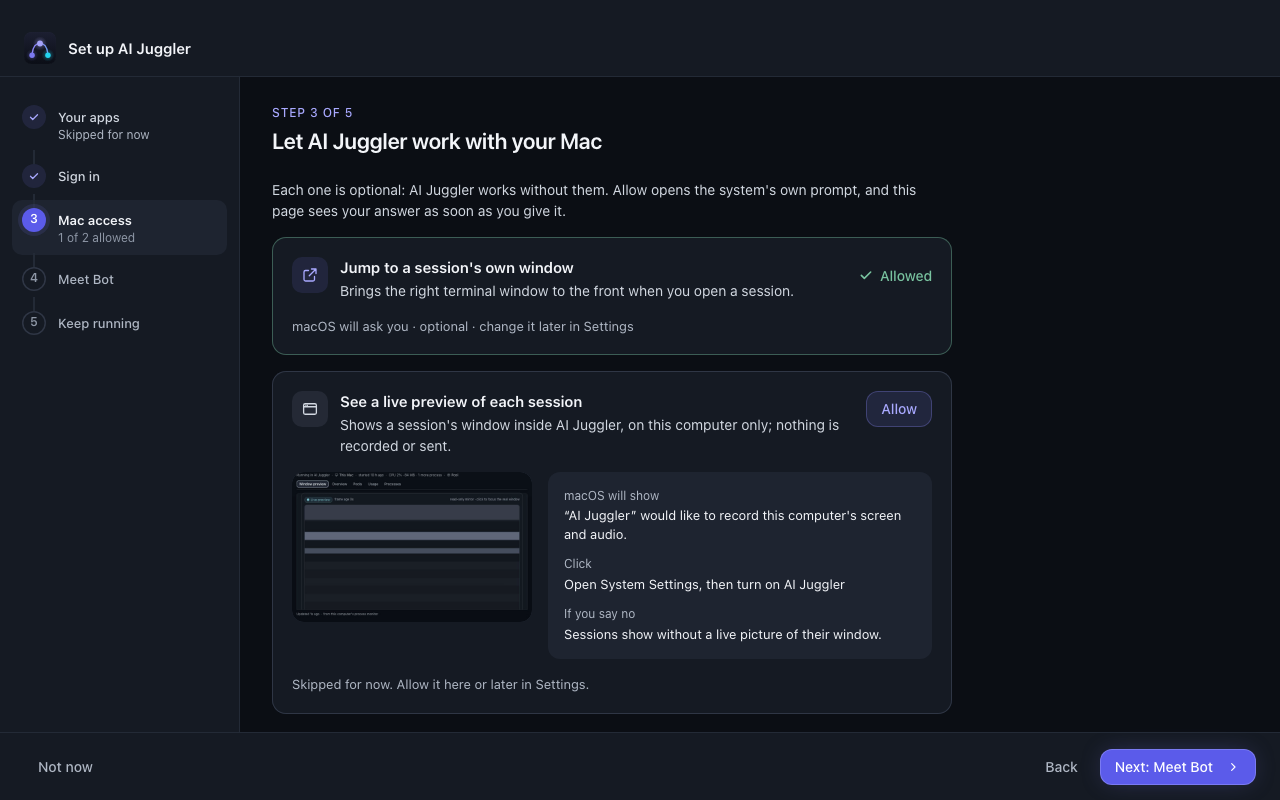 Set up AI Juggler
Your apps
Skipped for now
Sign in
3
Mac access
1 of 2 allowed
4
Meet Bot
5
Keep running
STEP 3 OF 5
Let AI Juggler work with your Mac
Each one is optional: AI Juggler works without them. Allow opens the system's own prompt, and this
page sees your answer as soon as you give it.
Jump to a session's own window
Brings the right terminal window to the front when you open a session.
Allowed
macOS will ask you · optional · change it later in Settings
See a live preview of each session
Shows a session's window inside AI Juggler, on this computer only; nothing is
recorded or sent.
Allow
Window preview
Overview
Ports
Usage
Processes
macOS will show
“AI Juggler” would like to record this computer's screen
and audio.
Click
Open System Settings, then turn on AI Juggler
If you say no
Sessions show without a live picture of their window.
Skipped for now. Allow it here or later in Settings.
Not now
Back
Next: Meet Bot